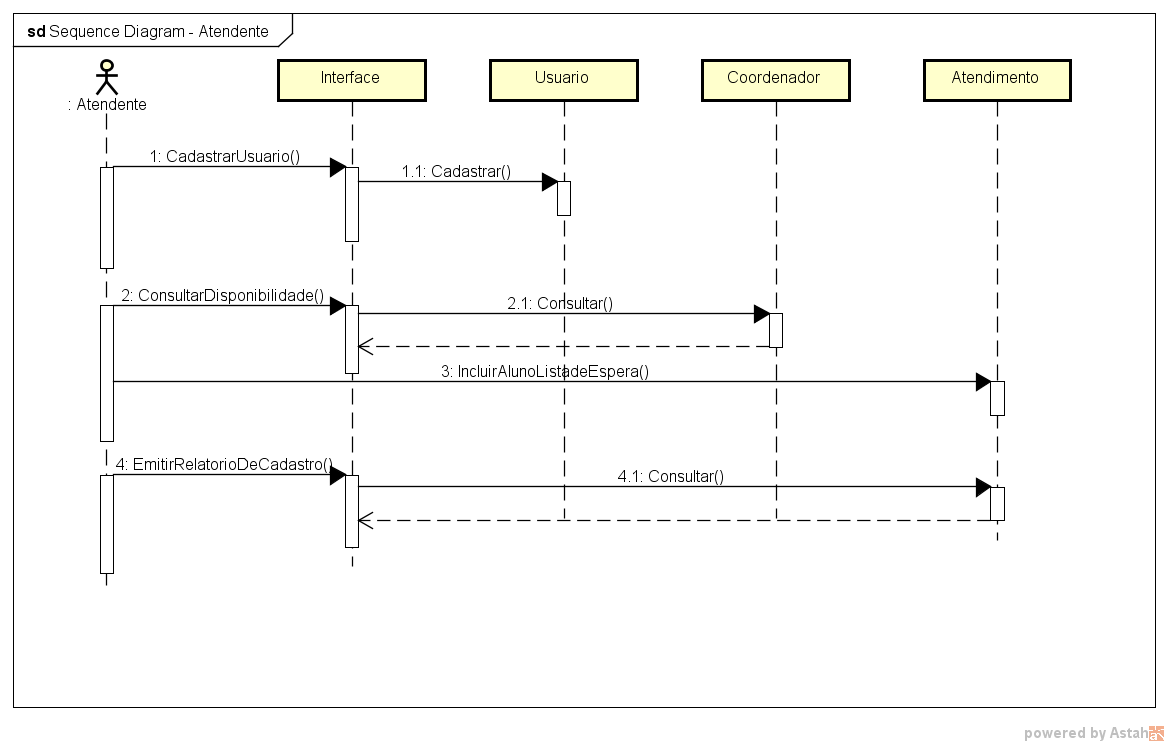 sd Sequence Diagram - Atendente
: Atendente
Interface
Usuario
Coordenador
Atendimento
1: CadastrarUsuario()
1.1: Cadastrar()
2: ConsultarDisponibilidade()
2.1: Consultar()
3: IncluirAlunoListadeEspera()
4: EmitirRelatorioDeCadastro()
4.1: Consultar()
powered by Astah